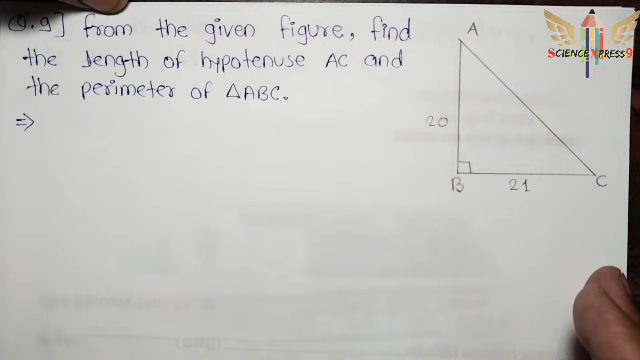 Q.9] from the given figure, find
the length of hypotenuse AC and
the perimeter of △ABC.
⇒
A
20
B
21
C
SCIENCE XPRESS9